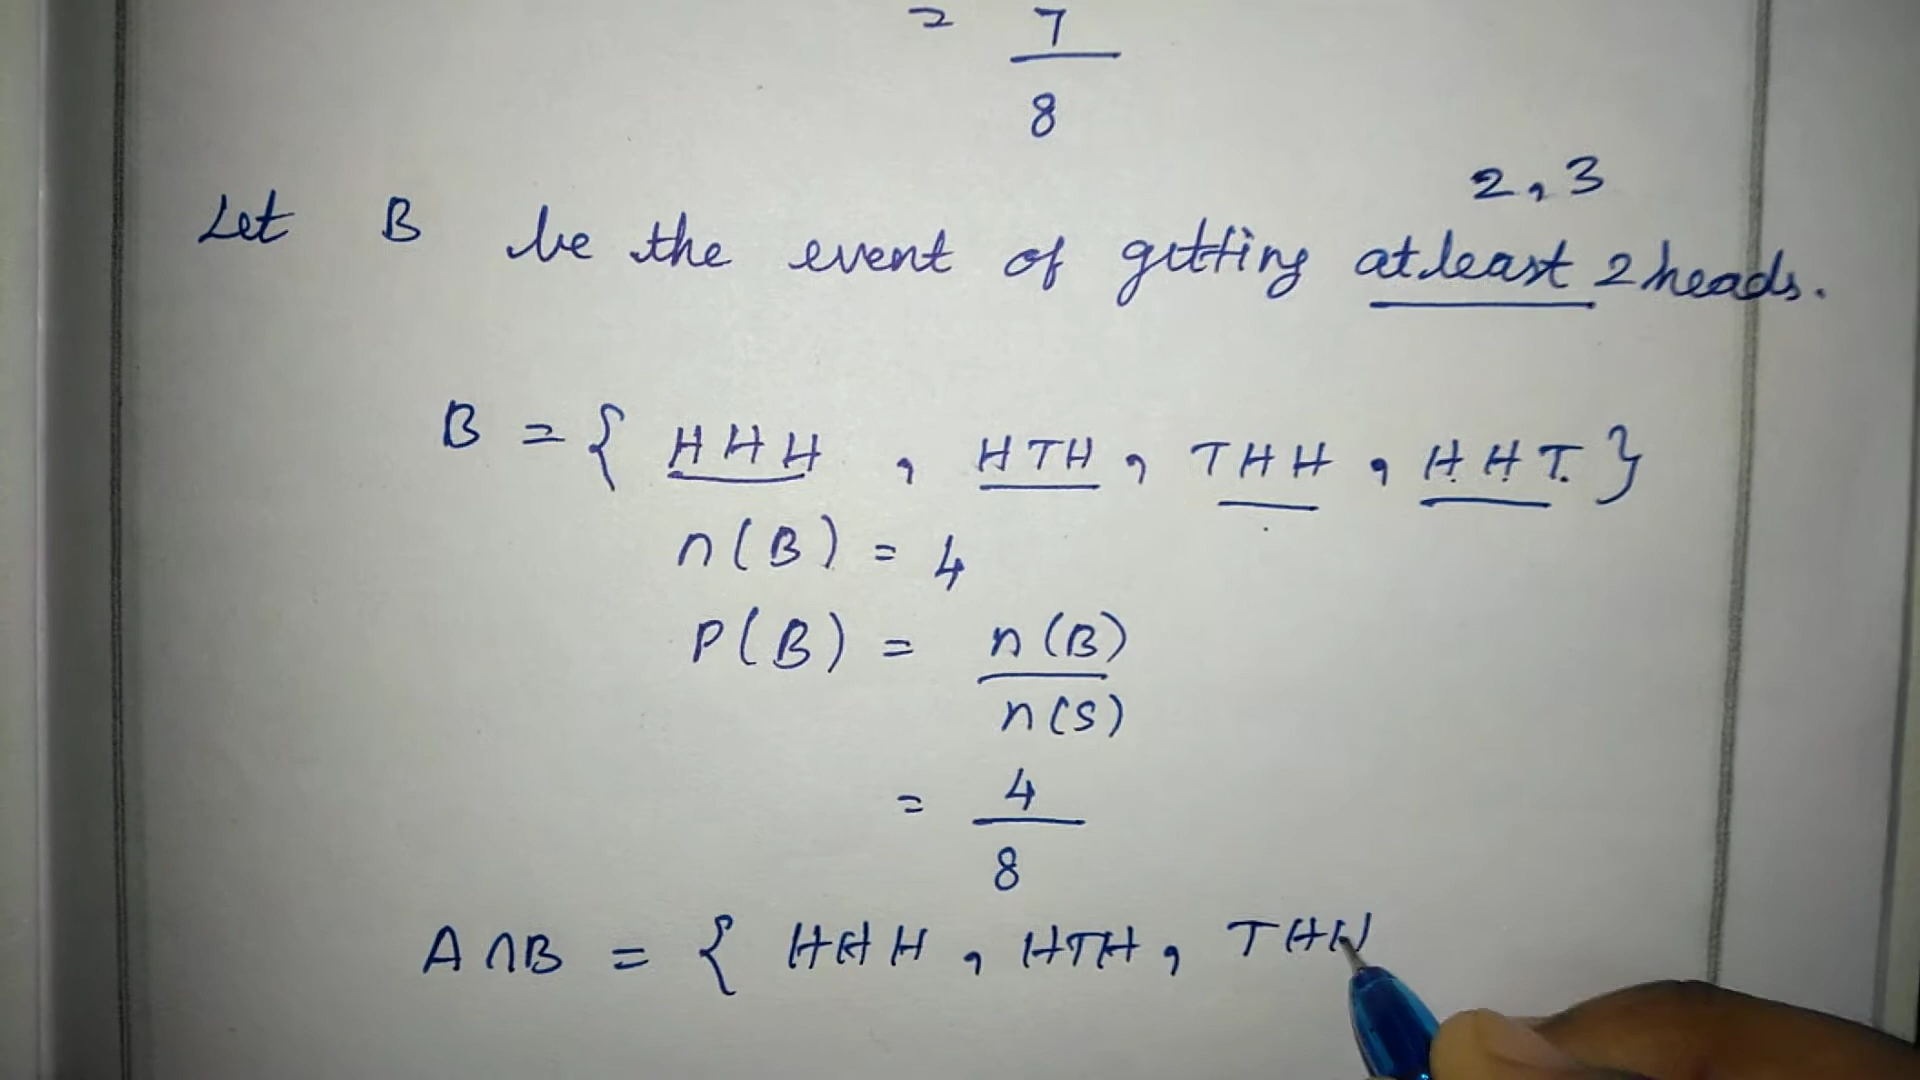 = 7
8
2, 3
Let B be the event of getting atleast 2 heads.
B = { HHH , HTH , THH , HHT. }
n(B) = 4
P(B) = n(B)
n(S)
= 4
8
A∩B = { HHH , HTH , THH